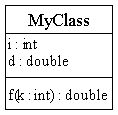 MyClass
i : int
d : double
f(k : int) : double